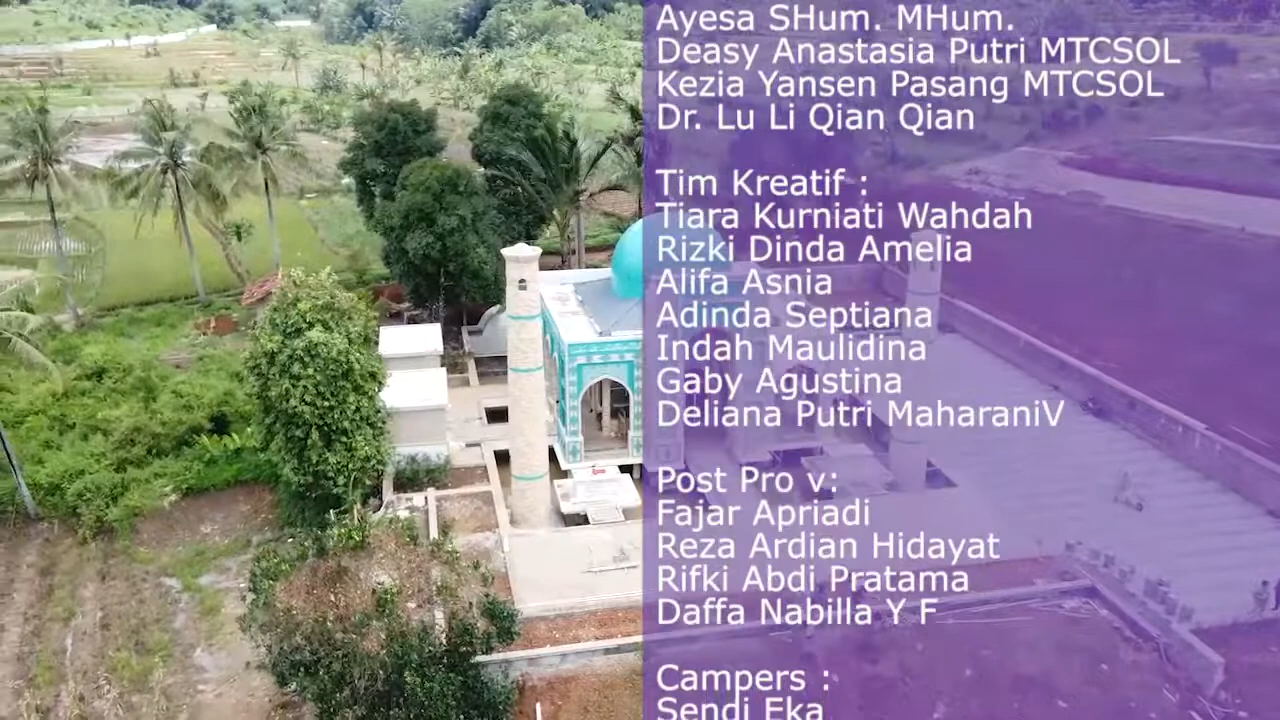 Ayesa SHum. MHum.
Deasy Anastasia Putri MTCSOL
Kezia Yansen Pasang MTCSOL
Dr. Lu Li Qian Qian
Tim Kreatif :
Tiara Kurniati Wahdah
Rizki Dinda Amelia
Alifa Asnia
Adinda Septiana
Indah Maulidina
Gaby Agustina
Deliana Putri MaharaniV
Post Pro v:
Fajar Apriadi
Reza Ardian Hidayat
Rifki Abdi Pratama
Daffa Nabilla Y F
Campers :
Sendi Eka